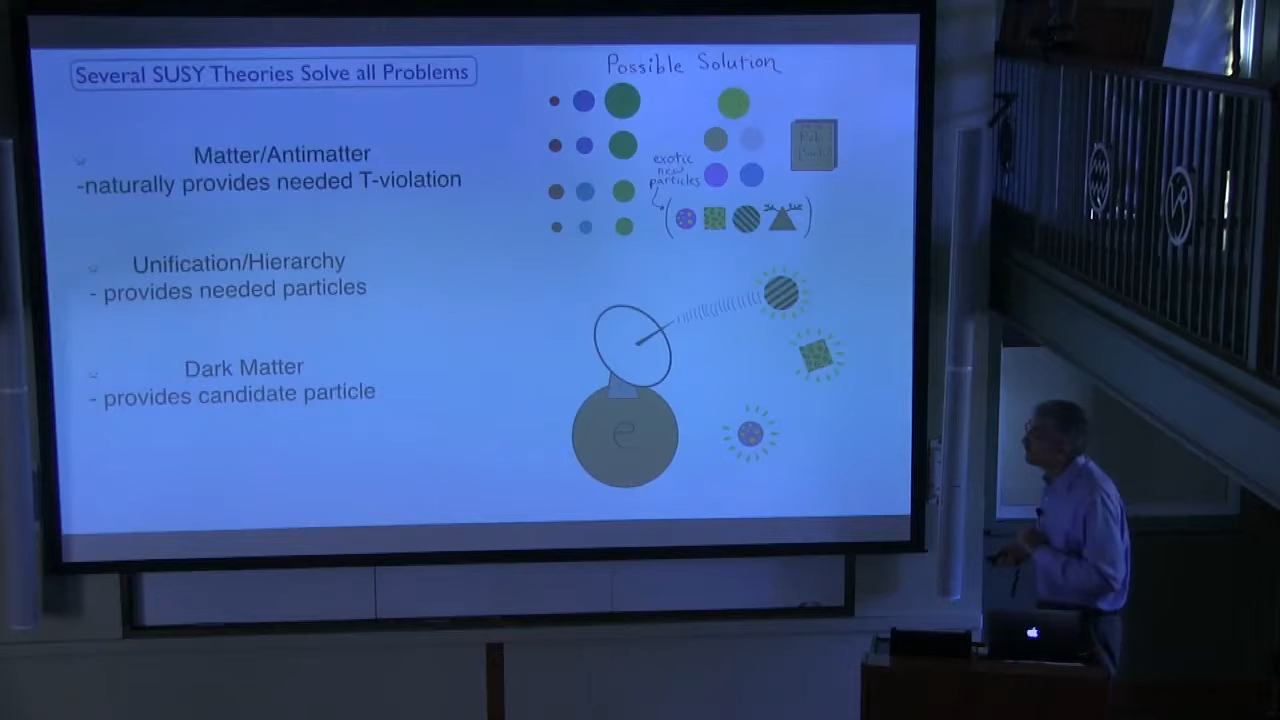 Several SUSY Theories Solve all Problems
Matter/Antimatter
-naturally provides needed T-violation
Unification/Hierarchy
- provides needed particles
Dark Matter
- provides candidate particle
Possible Solution
exotic
new
particles
e